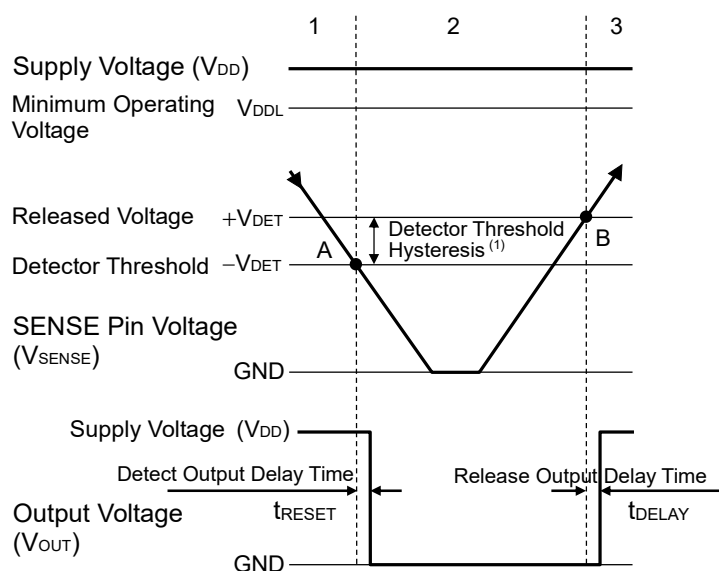 1 2 3
Supply Voltage (VDD)
Minimum Operating
Voltage
VDDL
Released Voltage +VDET
Detector Threshold
Hysteresis (1)
A
B
Detector Threshold −VDET
SENSE Pin Voltage
(VSENSE)
GND
Supply Voltage (VDD)
Detect Output Delay Time
Release Output Delay Time
tRESET
tDELAY
Output Voltage
(VOUT)
GND